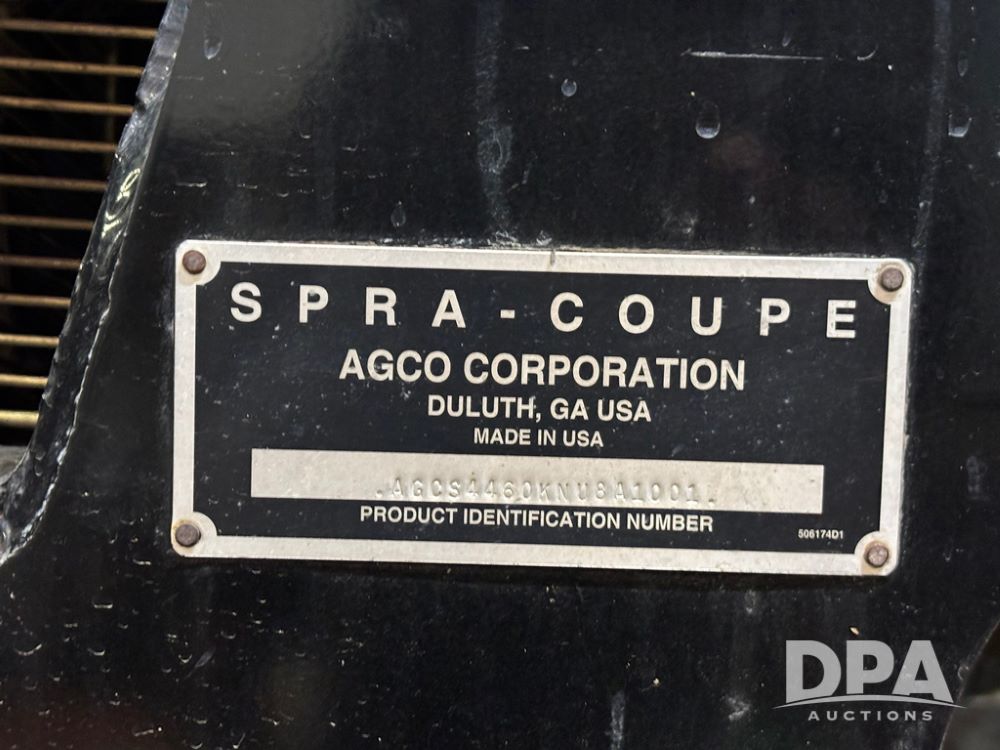 SPRA-COUPE
AGCO CORPORATION
DULUTH, GA USA
MADE IN USA
.AGCS4460KNU8A1001.
PRODUCT IDENTIFICATION NUMBER
506174D1
DPA
AUCTIONS